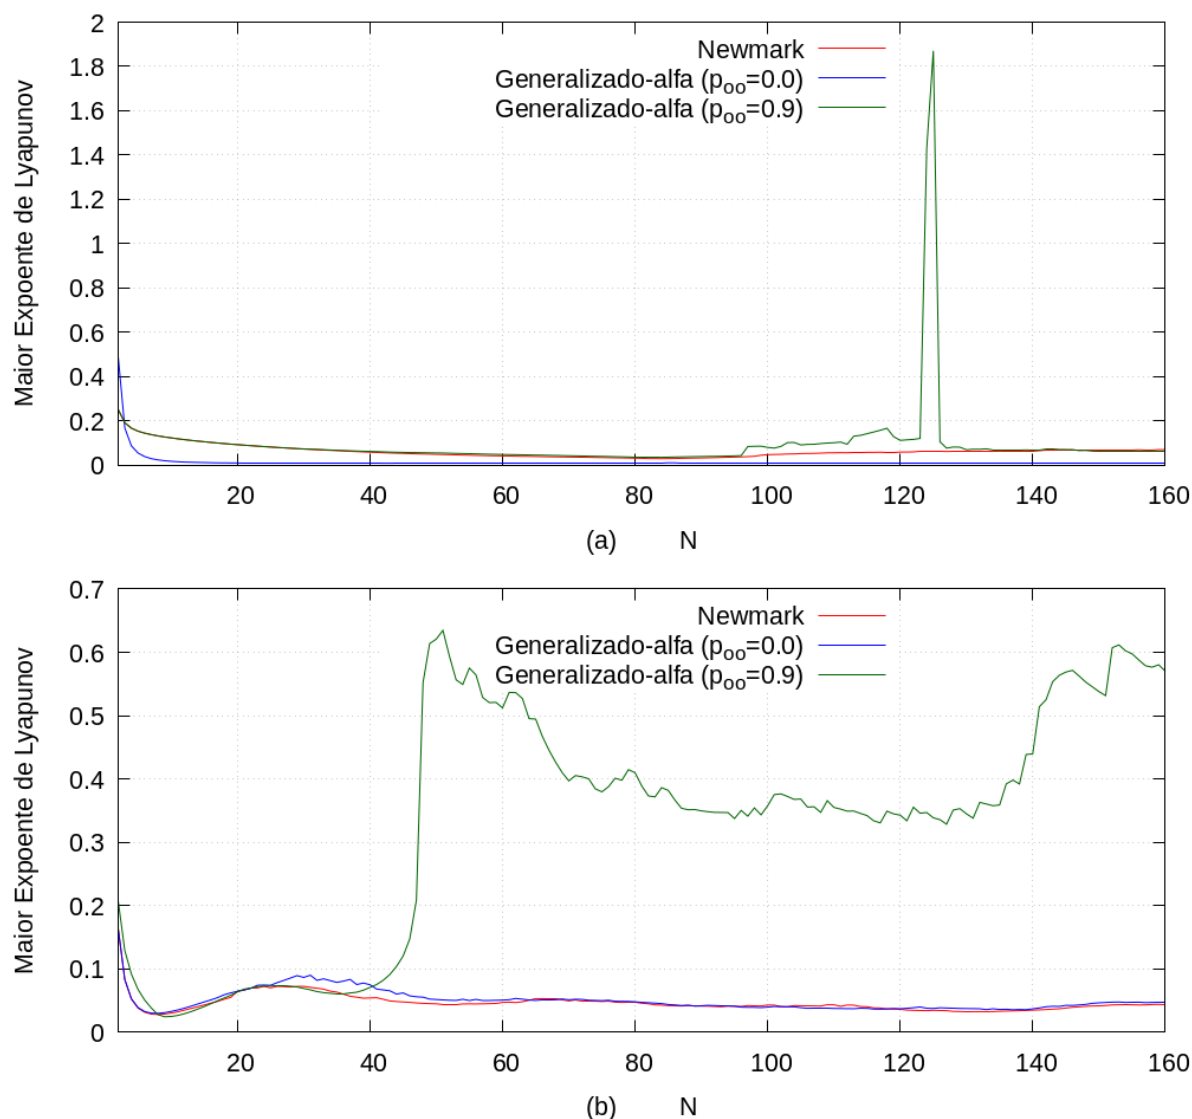 2
1.8
1.6
1.4
1.2
1
0.8
0.6
0.4
0.2
0
Maior Expoente de Lyapunov
Newmark
Generalizado-alfa (poo=0.0)
Generalizado-alfa (poo=0.9)
20 40 60 80 100 120 140 160
(a) N
0.7
0.6
0.5
0.4
0.3
0.2
0.1
0
Maior Expoente de Lyapunov
Newmark
Generalizado-alfa (poo=0.0)
Generalizado-alfa (poo=0.9)
20 40 60 80 100 120 140 160
(b) N